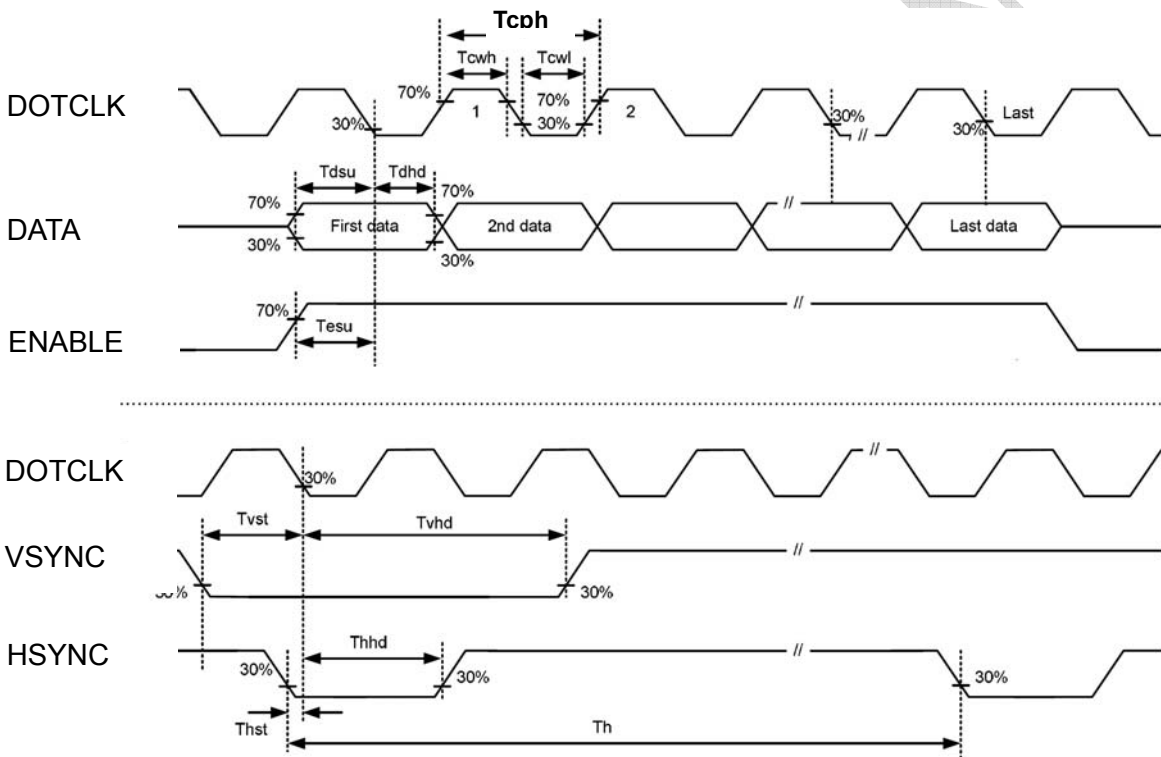 Tcph
Tcwh
Tcwl
DOTCLK
70%
1
70%
2
30%
30%
30%
30%
Last
//
Tdsu
Tdhd
70%
70%
DATA
First data
2nd data
//
Last data
30%
30%
70%
//
ENABLE
Tesu
DOTCLK
30%
//
Tvst
Tvhd
VSYNC
//
30%
HSYNC
Thhd
//
30%
30%
30%
Thst
Th